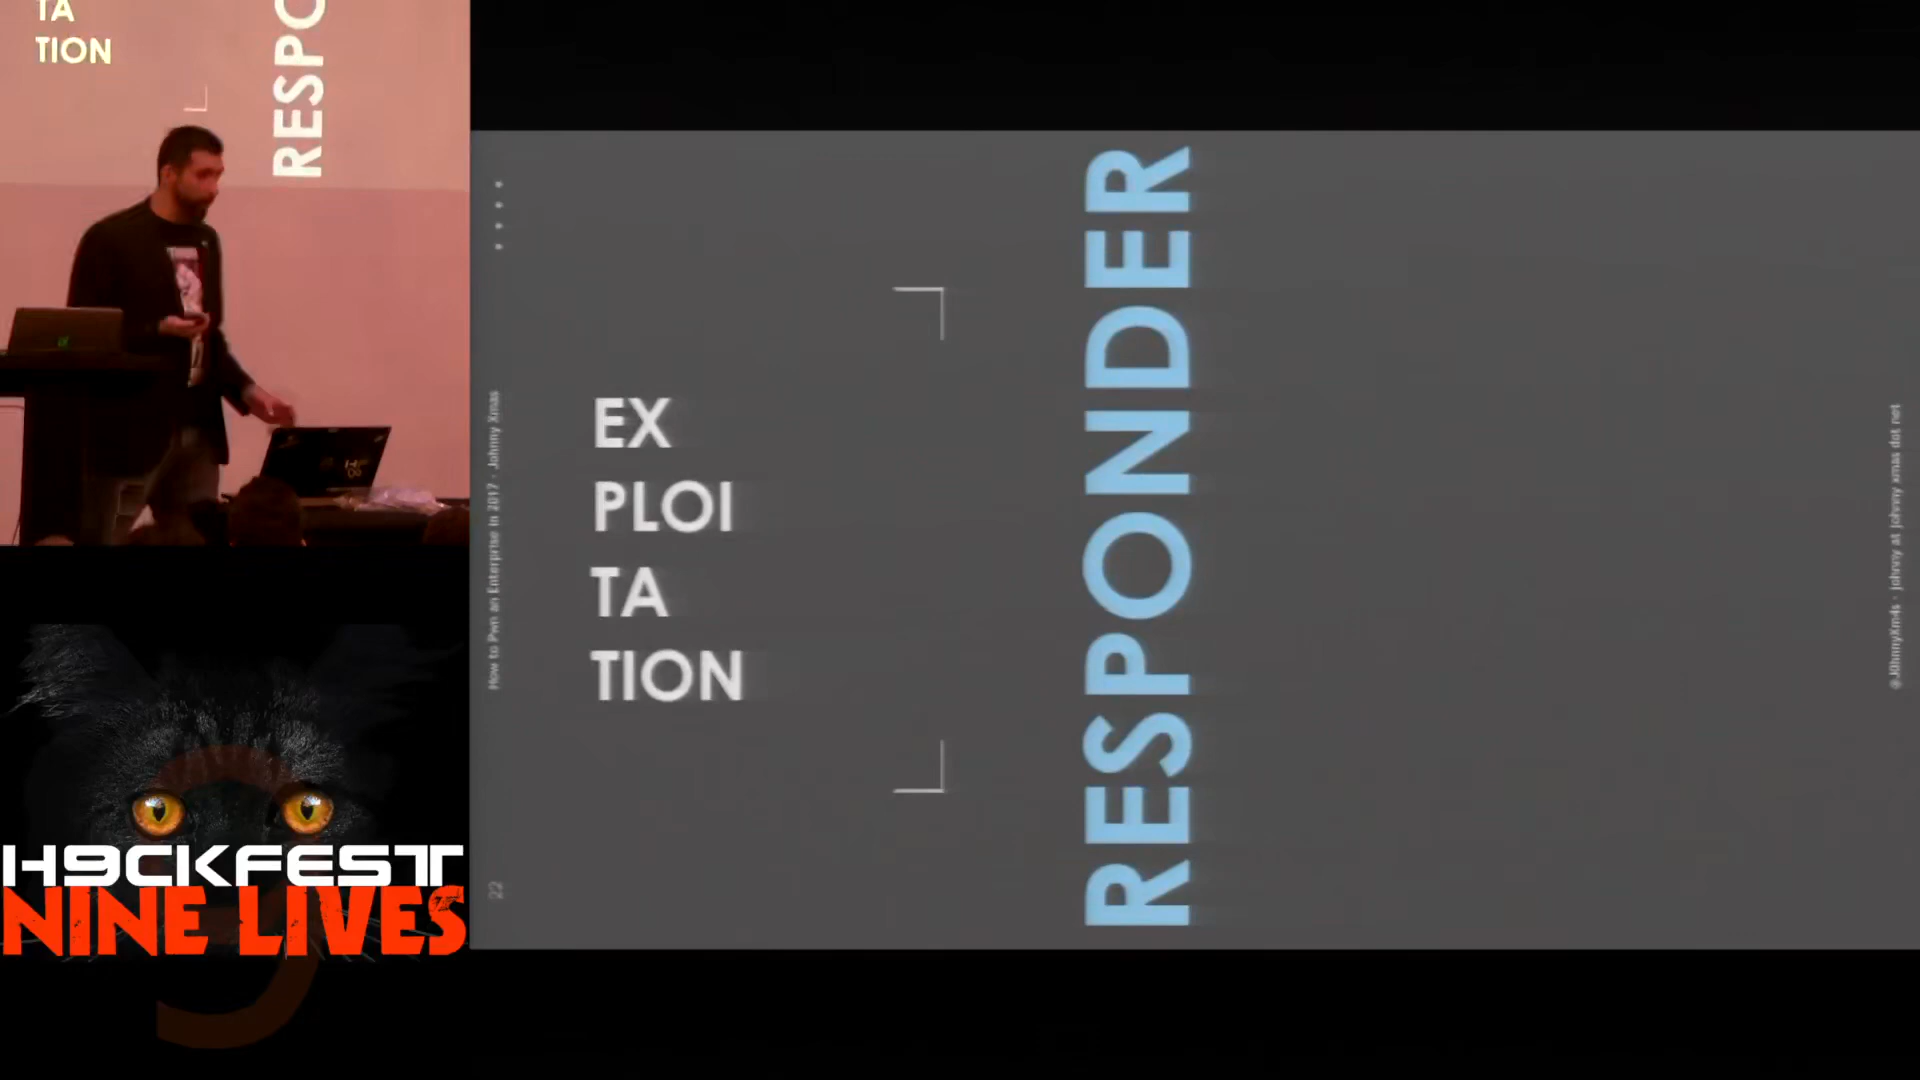 TA
TION
RESPO
EX
PLOI
TA
TION
RESPONDER
How to Pwn an Enterprise in 2017 - Johnny Xmas
22
@J0hnnyXm4s - johnny at johnny xmas dot net
H9CKFEST
NINE LIVES